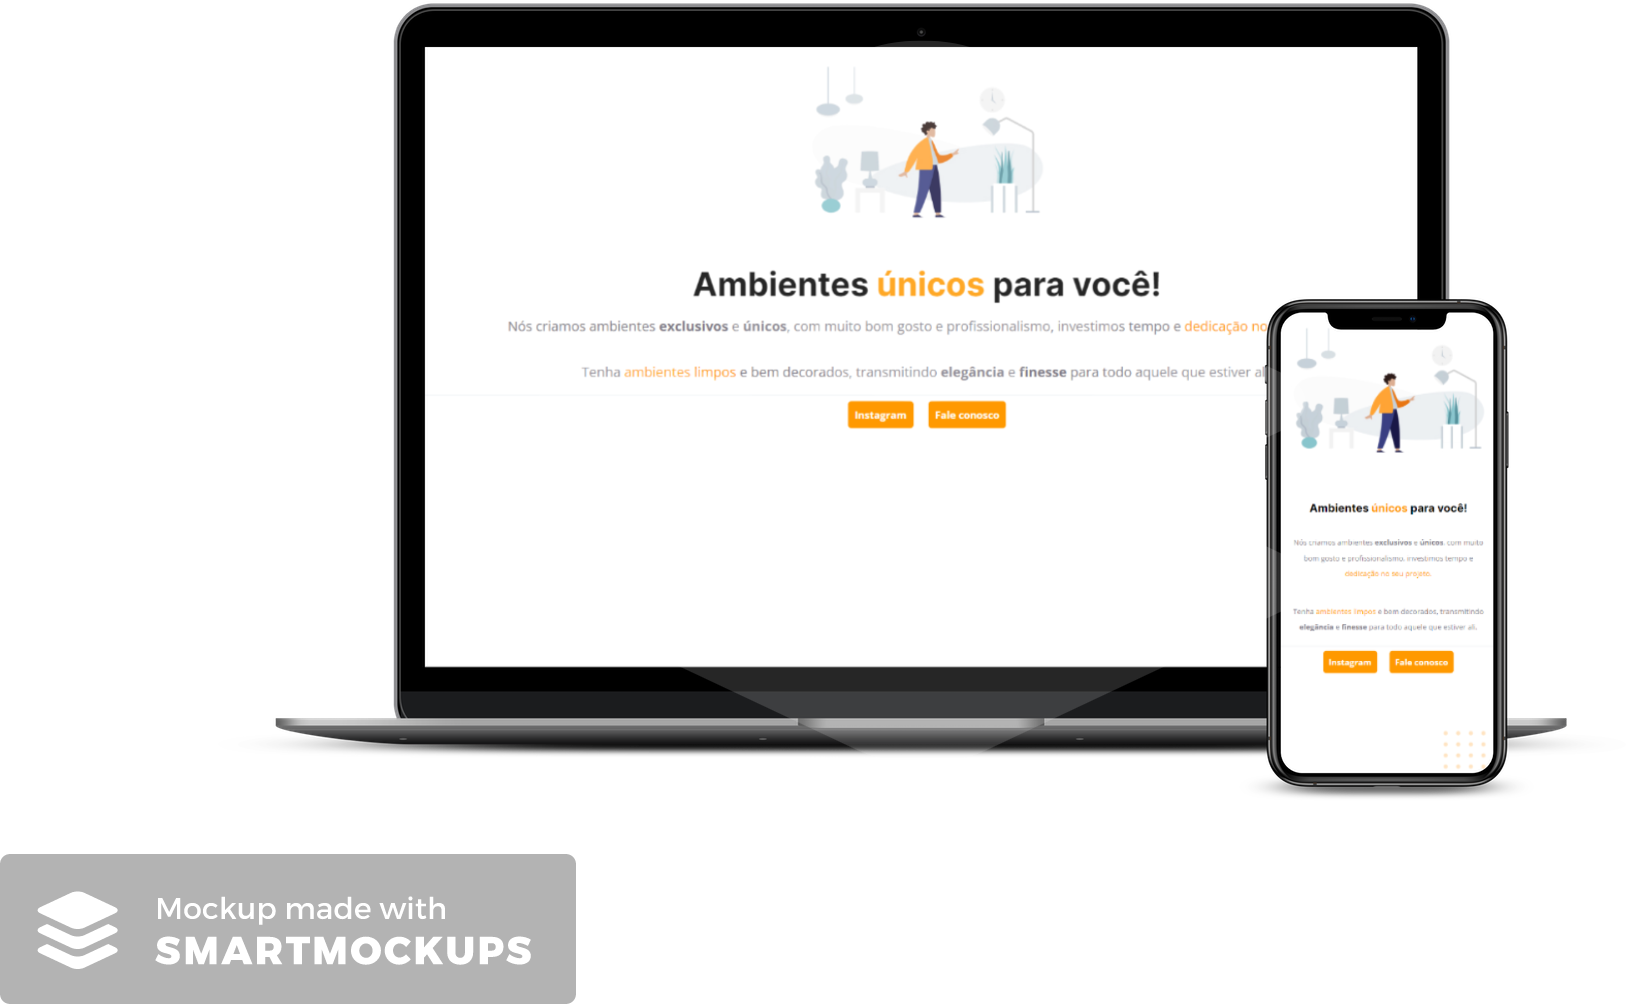 Ambientes únicos para você!
Nós criamos ambientes exclusivos e únicos, com muito bom gosto e profissionalismo, investimos tempo e dedicação no
Tenha ambientes limpos e bem decorados, transmitindo elegância e finesse para todo aquele que estiver al
Instagram Fale conosco
Ambientes únicos para você!
Nós criamos ambientes exclusivos e únicos, com muito
bom gosto e profissionalismo, investimos tempo e
dedicação no seu projeto.
Tenha ambientes limpos e bem decorados, transmitindo
elegância e finesse para todo aquele que estiver ali.
Instagram Fale conosco
Mockup made with
SMARTMOCKUPS